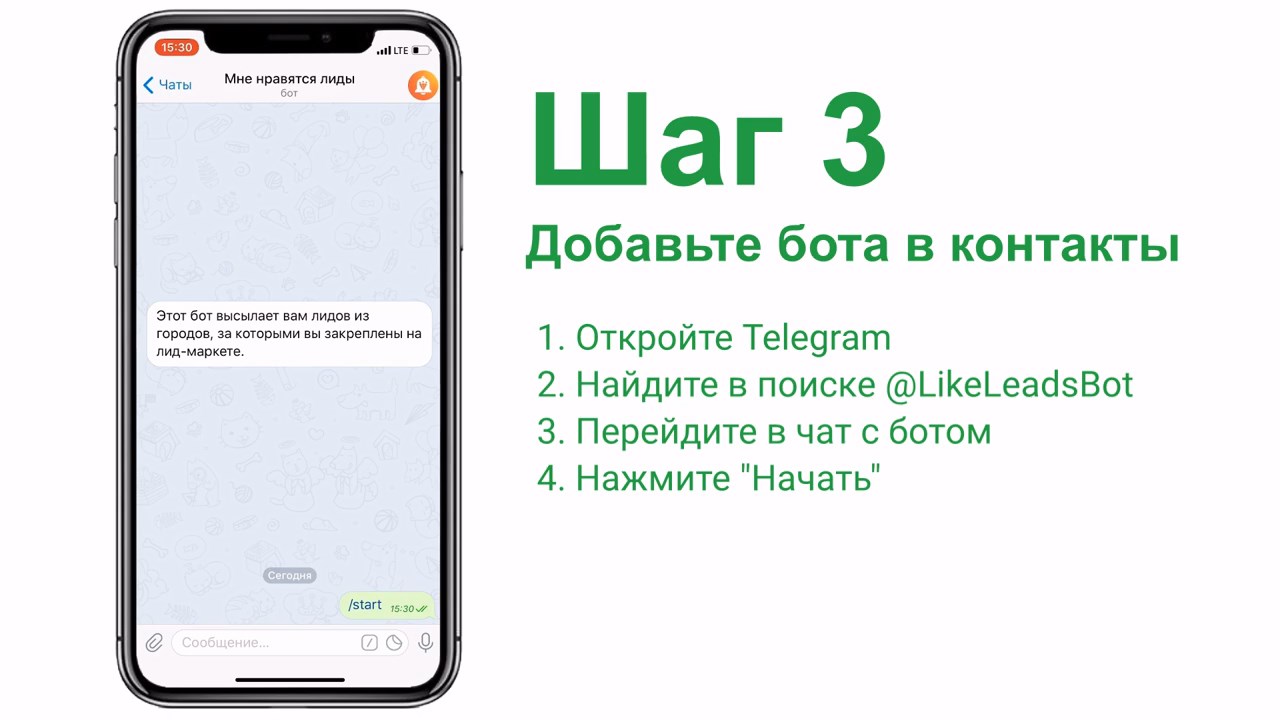 15:30
LTE
Чаты
Мне нравятся лиды
бот
Этот бот высылает вам лидов из
городов, за которыми вы закреплены на
лид-маркете.
Сегодня
/start 15:30
Сообщение...
Шаг 3
Добавьте бота в контакты
1. Откройте Telegram
2. Найдите в поиске @LikeLeadsBot
3. Перейдите в чат с ботом
4. Нажмите "Начать"